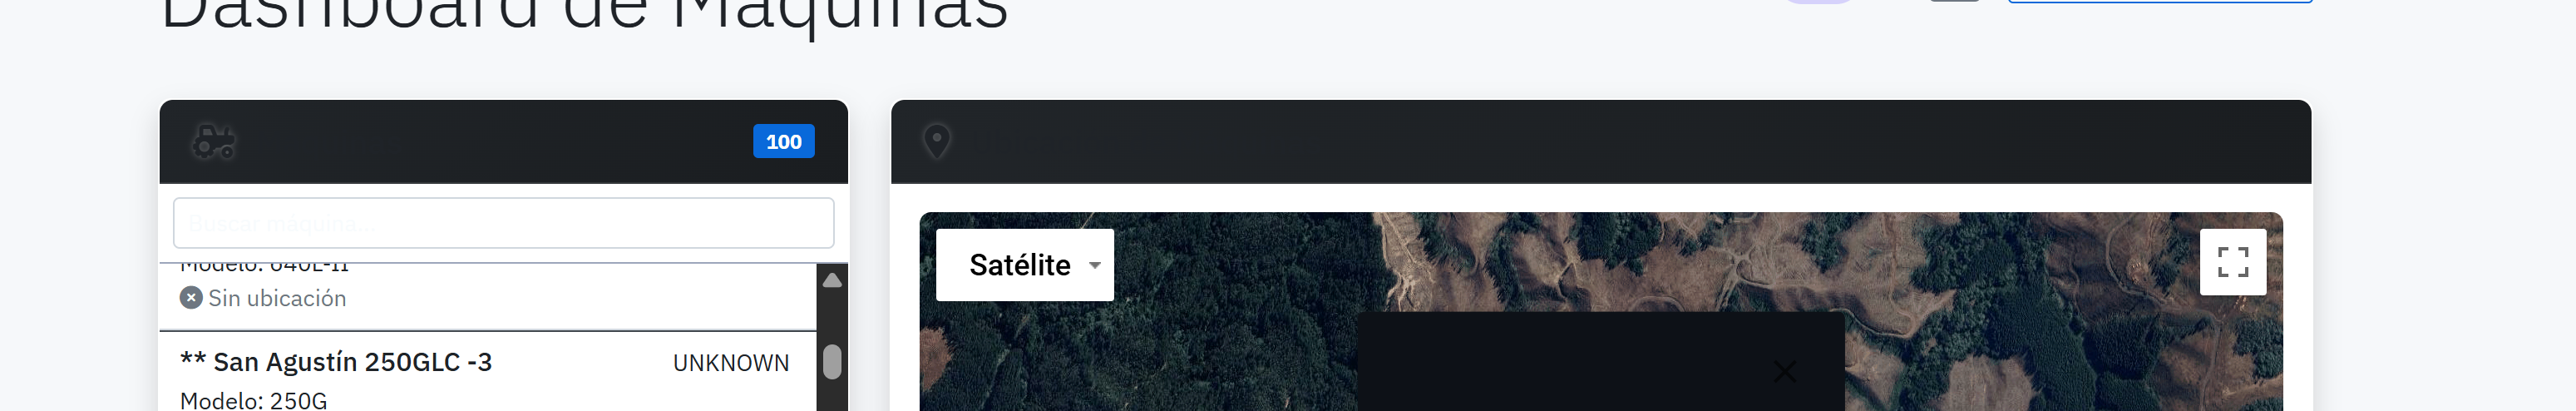 Dashboard de Máquinas
100
Buscar máquina...
Modelo: 640L-II
Sin ubicación
** San Agustín 250GLC -3
UNKNOWN
Modelo: 250G
Satélite